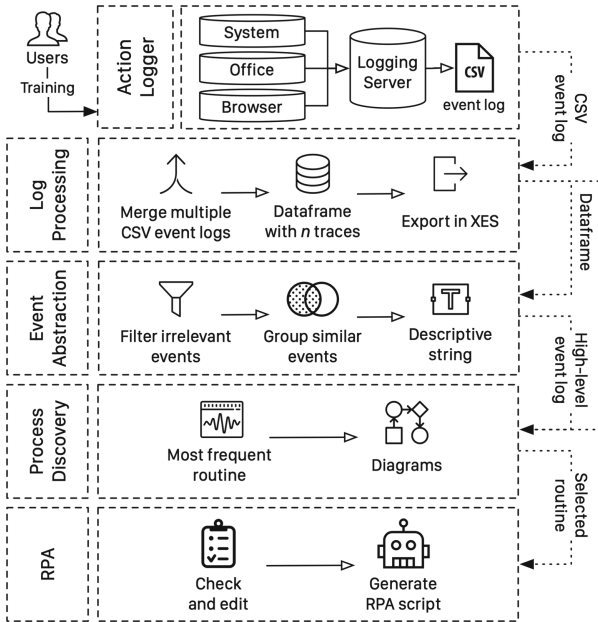 Users
Training
Action
Logger
System
Office
Browser
Logging
Server
CSV
event log
CSV
event log
Log
Processing
Merge multiple
CSV event logs
Dataframe
with n traces
Export in XES
Dataframe
Event
Abstraction
Filter irrelevant
events
Group similar
events
T
Descriptive
string
High-level
event log
Process
Discovery
Most frequent
routine
Diagrams
Selected
routine
RPA
Check
and edit
Generate
RPA script